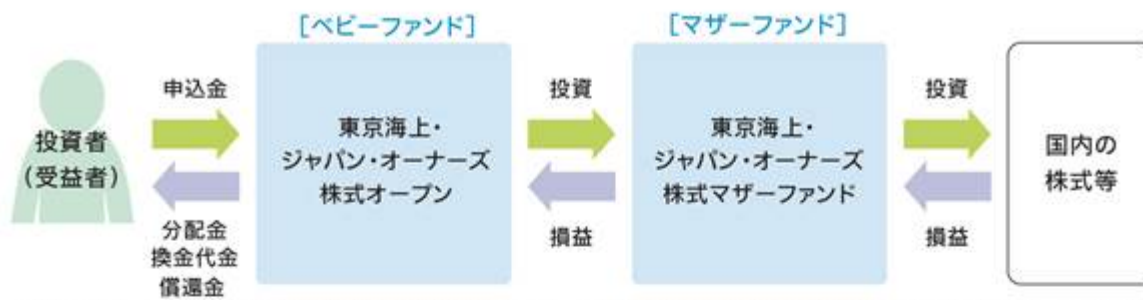 [ベビーファンド]
[マザーファンド]
投資者
(受益者)
申込金
分配金
換金代金
償還金
東京海上・
ジャパン・オーナーズ
株式オープン
投資
損益
東京海上・
ジャパン・オーナーズ
株式マザーファンド
投資
損益
国内の
株式等